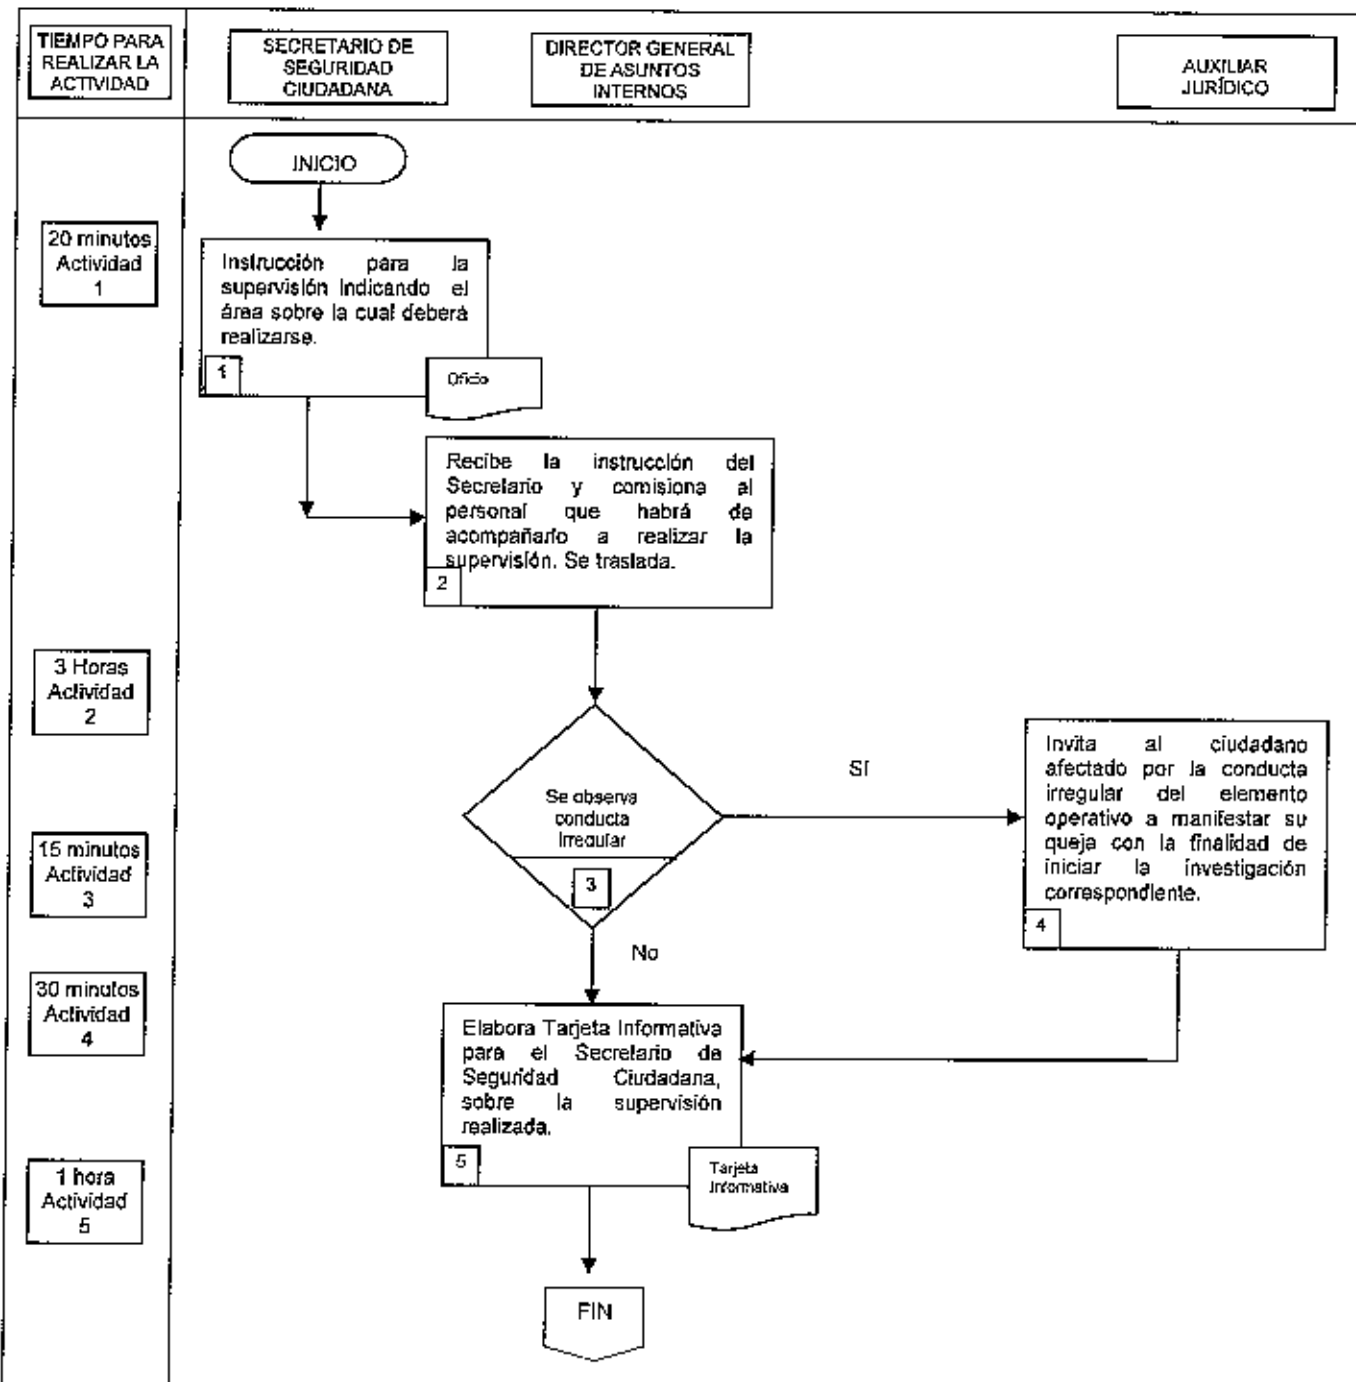 TIEMPO PARA
REALIZAR LA
ACTIVIDAD
SECRETARIO DE
SEGURIDAD
CIUDADANA
DIRECTOR GENERAL
DE ASUNTOS
INTERNOS
AUXILIAR
JURÍDICO
INICIO
20 minutos
Actividad
1
Instrucción para la
supervisión indicando el
área sobre la cual deberá
realizarse.
1
Oficio
Recibe la instrucción del
Secretario y comisiona al
personal que habrá de
acompañarlo a realizar la
supervisión. Se traslada.
2
3 Horas
Actividad
2
Se observa
conducta
irregular
3
Sí
No
Invita al ciudadano
afectado por la conducta
irregular del elemento
operativo a manifestar su
queja con la finalidad de
iniciar la investigación
correspondiente.
4
15 minutos
Actividad
3
30 minutos
Actividad
4
Elabora Tarjeta Informativa
para el Secretario de
Seguridad Ciudadana,
sobre la supervisión
realizada.
5
Tarjeta
Informativa
1 hora
Actividad
5
FIN